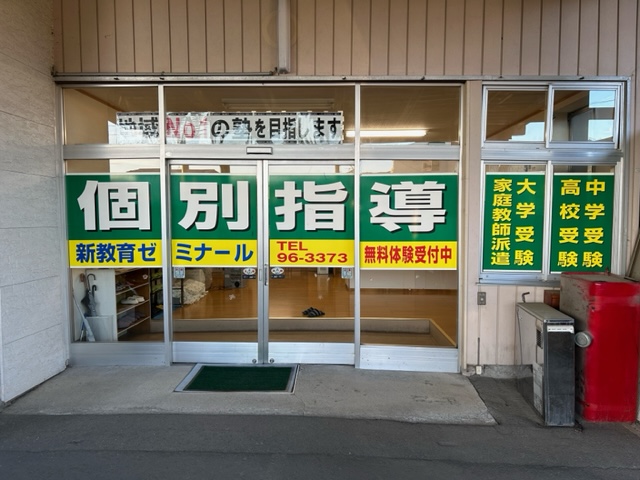 地域No1の塾を目指します
個別指導
新教育ゼミナール
TEL
96-3373
無料体験受付中
大学受験
家庭教師派遣
中学受験
高校受験